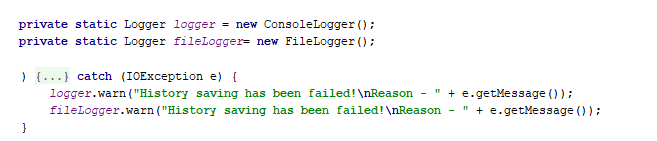 private static Logger logger = new ConsoleLogger();
private static Logger fileLogger= new FileLogger();
) {...} catch (IOException e) {
logger.warn("History saving has been failed!\nReason - " + e.getMessage());
fileLogger.warn("History saving has been failed!\nReason - " + e.getMessage());
}